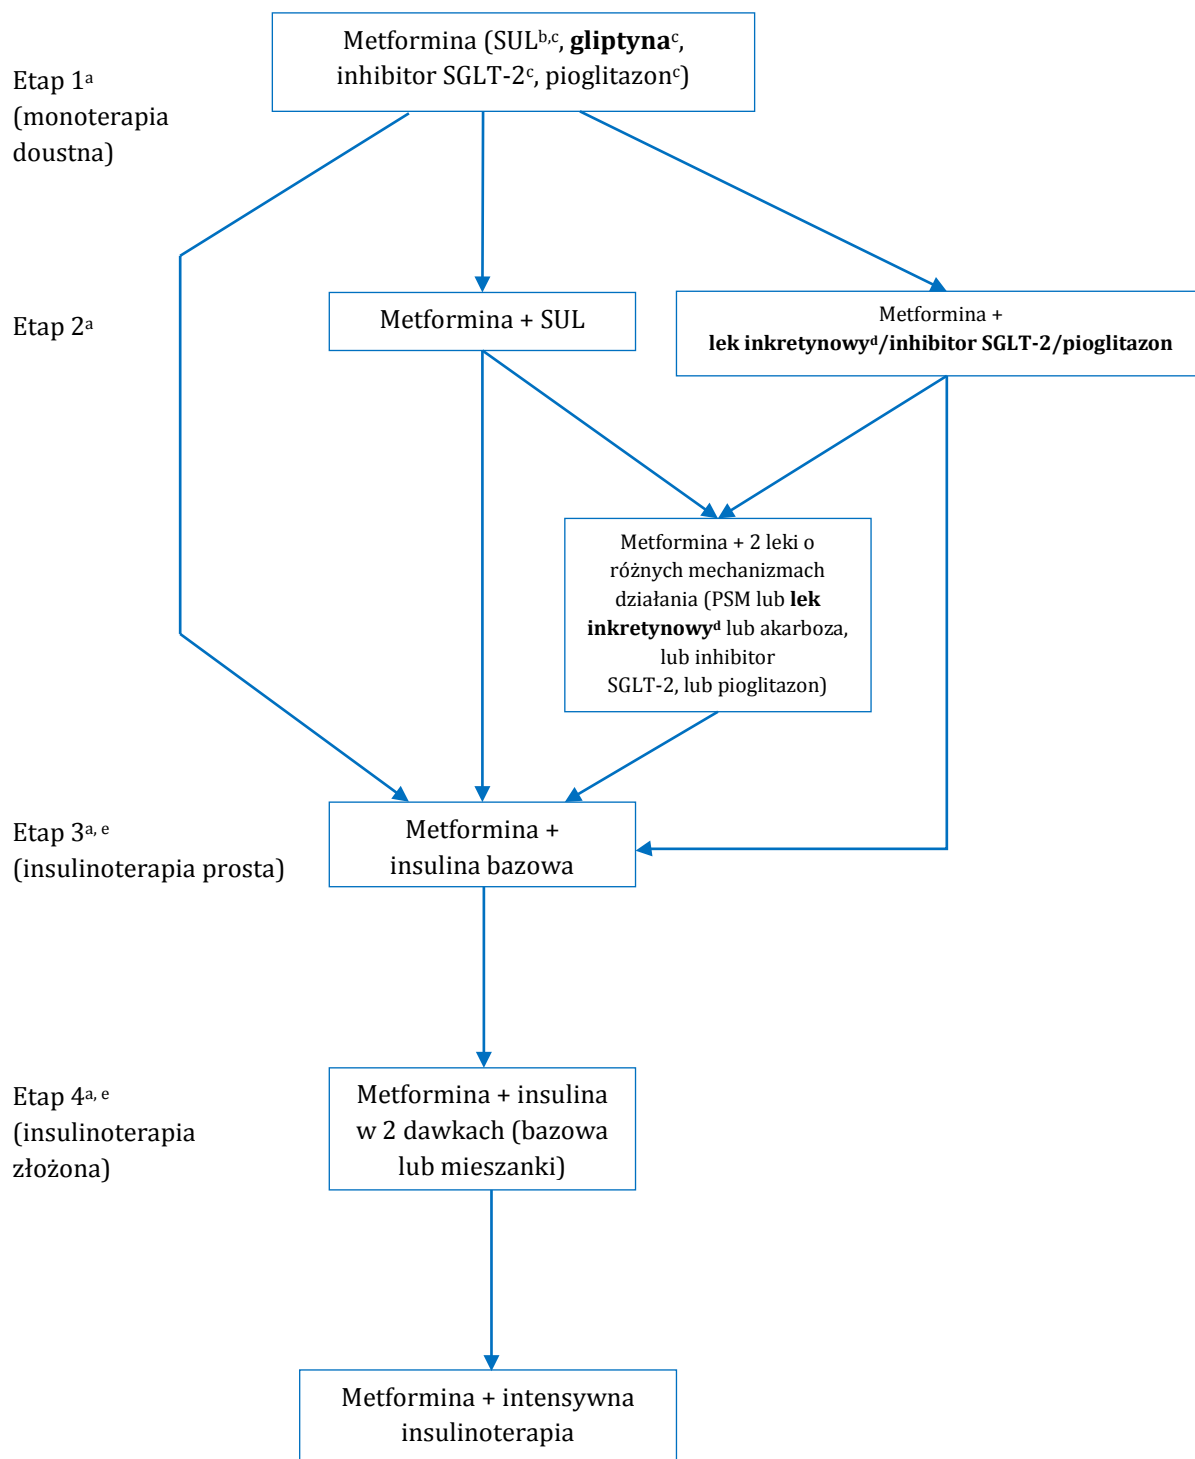 Metformina (SULb,c, gliptynac,
inhibitor SGLT-2c, pioglitazonc)
Etap 1a
(monoterapia
doustna)
Etap 2a
Metformina + SUL
Metformina +
lek inkretynowyd/inhibitor SGLT-2/pioglitazon
Metformina + 2 leki o
różnych mechanizmach
działania (PSM lub lek
inkretynowyd lub akarboza,
lub inhibitor
SGLT-2, lub pioglitazon)
Etap 3a, e
(insulinoterapia prosta)
Metformina +
insulina bazowa
Etap 4a, e
(insulinoterapia
złożona)
Metformina + insulina
w 2 dawkach (bazowa
lub mieszanki)
Metformina + intensywna
insulinoterapia